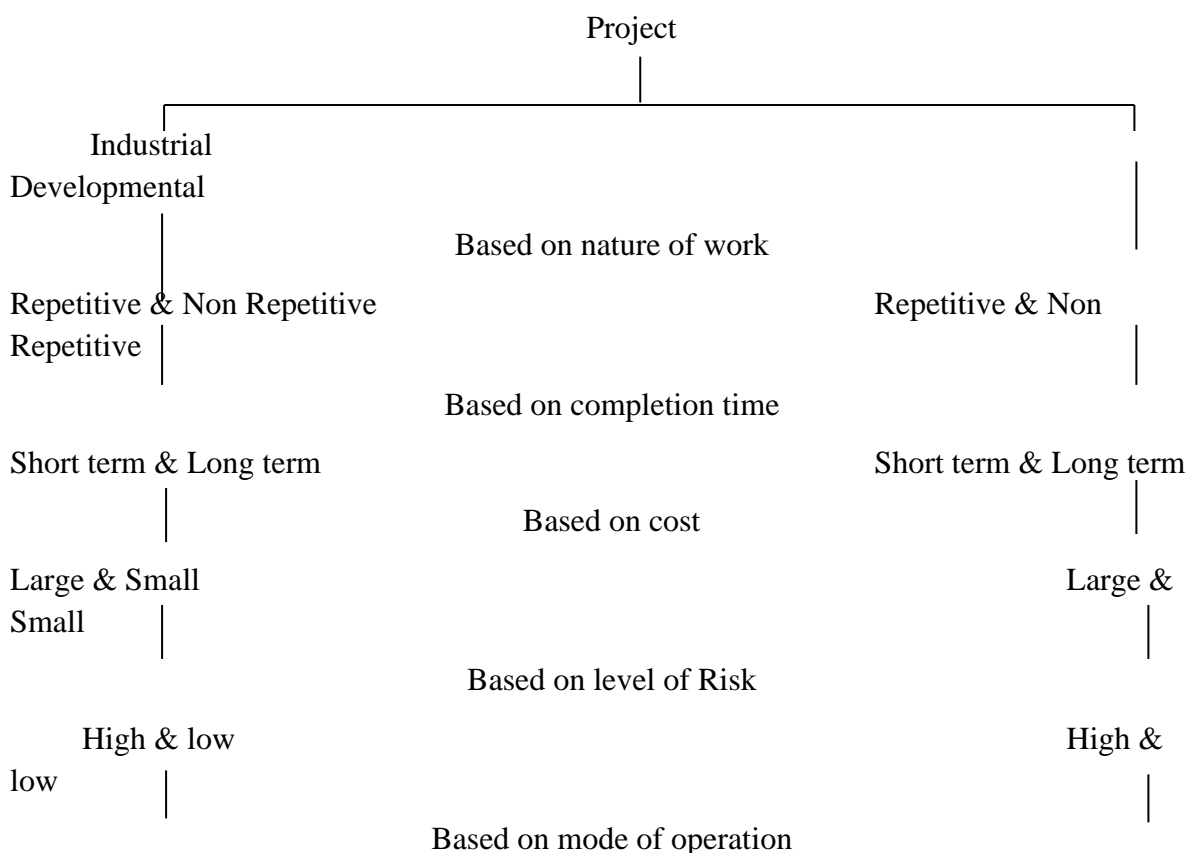 Project
Industrial
Developmental
Based on nature of work
Repetitive & Non Repetitive Repetitive & Non
Repetitive
Based on completion time
Short term & Long term Short term & Long term
Based on cost
Large & Small Large &
Small
Based on level of Risk
High & low High &
low
Based on mode of operation